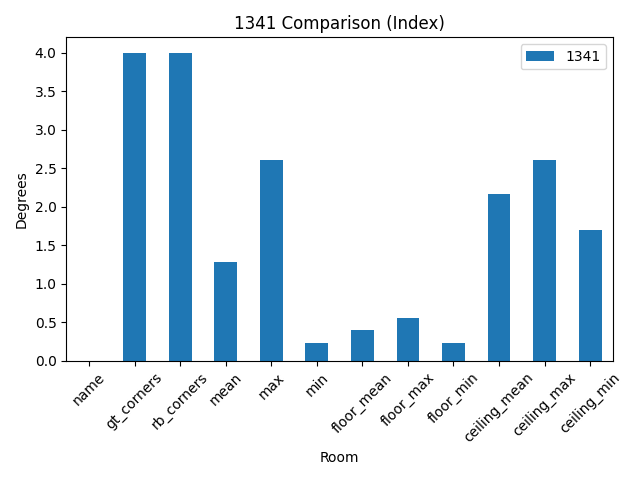 1341 Comparison (Index)
1341
Degrees
4.0
3.5
3.0
2.5
2.0
1.5
1.0
0.5
0.0
name
gt_corners
rb_corners
mean
max
min
floor_mean
floor_max
floor_min
ceiling_mean
ceiling_max
ceiling_min
Room